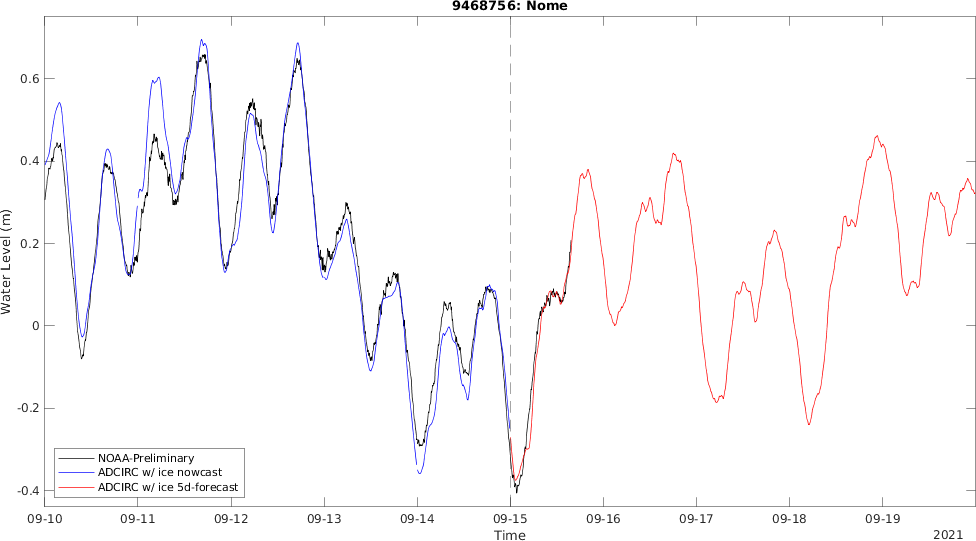 9468756: Nome
Water Level (m)
0.6
0.4
0.2
0
-0.2
-0.4
NOAA-Preliminary
ADCIRC w/ ice nowcast
ADCIRC w/ ice 5d-forecast
09-10 09-11 09-12 09-13 09-14 09-15 09-16 09-17 09-18 09-19
Time
2021